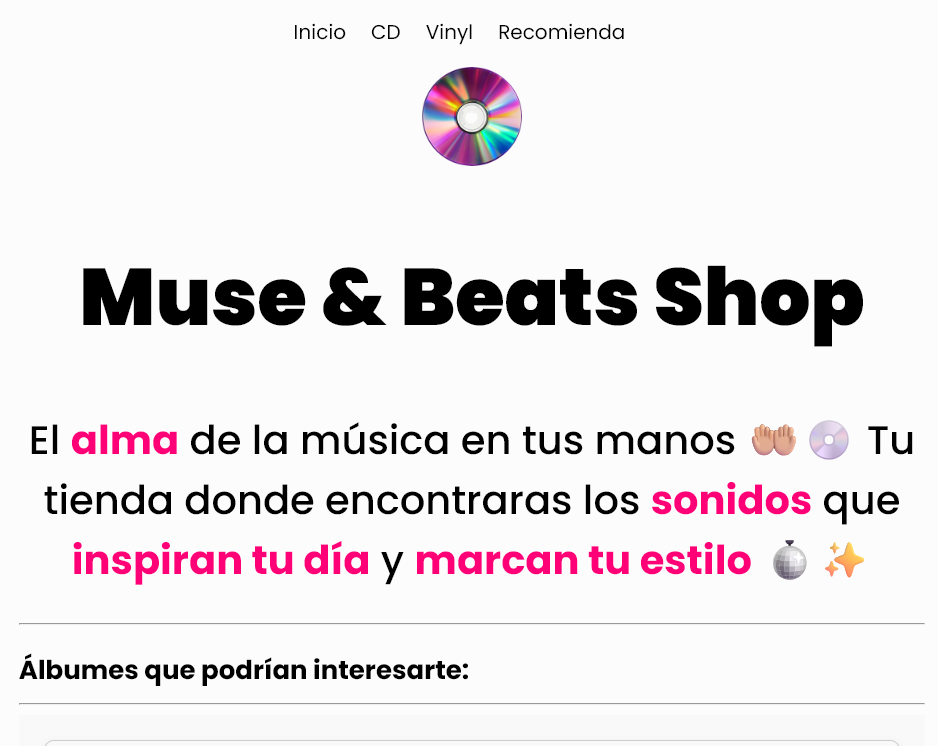 Inicio CD Vinyl Recomienda
Muse & Beats Shop
El alma de la música en tus manos 🤲🏼 💿 Tu
tienda donde encontraras los sonidos que
inspiran tu día y marcan tu estilo 🪩 ✨
Álbumes que podrían interesarte: